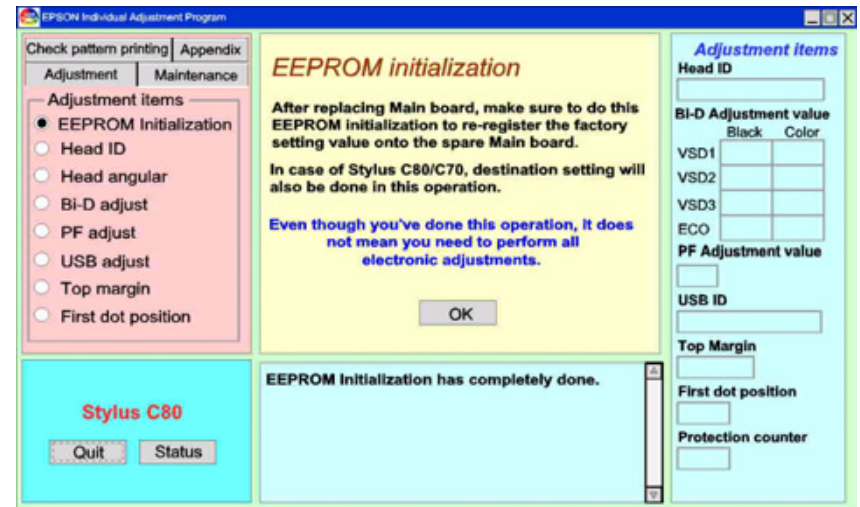 EPSON Individual Adjustment Program
Check pattern printing Appendix
Adjustment Maintenance
Adjustment items
EEPROM Initialization
Head ID
Head angular
Bi-D adjust
PF adjust
USB adjust
Top margin
First dot position
Stylus C80
Quit Status
EEPROM initialization
After replacing Main board, make sure to do this
EEPROM initialization to re-register the factory
setting value onto the spare Main board.
In case of Stylus C80/C70, destination setting will
also be done in this operation.
Even though you've done this operation, it does
not mean you need to perform all
electronic adjustments.
OK
EEPROM Initialization has completely done.
Adjustment items
Head ID
Bi-D Adjustment value
Black Color
VSD1
VSD2
VSD3
ECO
PF Adjustment value
USB ID
Top Margin
First dot position
Protection counter